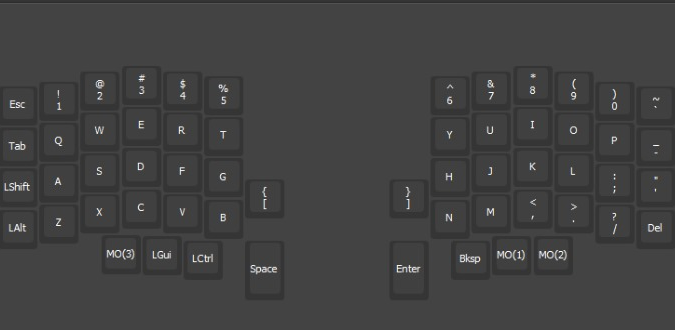 Esc ! @ # $ % ^ & * ( ) ~
1 2 3 4 5 6 7 8 9 0 `
Tab Q W E R T Y U I O P _
-
LShift A S D F G { } H J K L : "
[ ] ; '
LAlt Z X C V B N M < > ? Del
, . /
MO(3) LGui LCtrl Space Enter Bksp MO(1) MO(2)